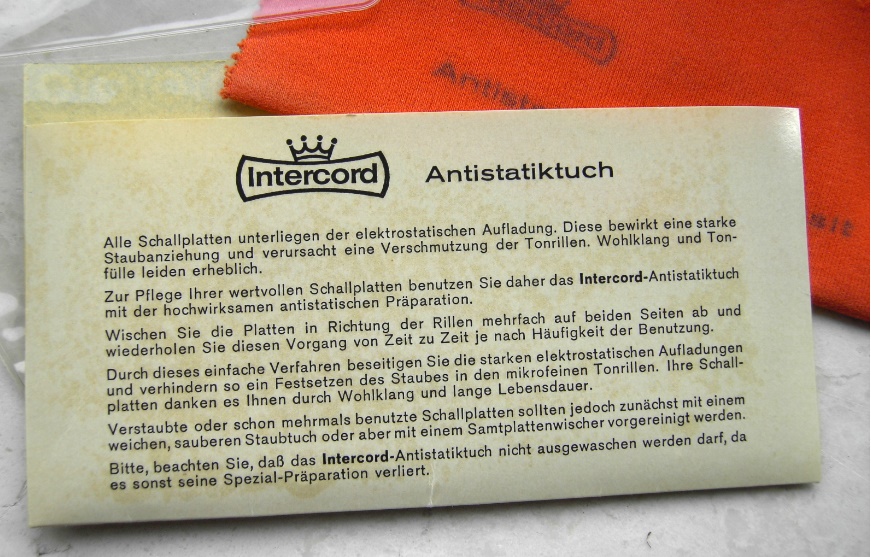 Intercord Antistatiktuch
Alle Schallplatten unterliegen der elektrostatischen Aufladung. Diese bewirkt eine starke
Staubanziehung und verursacht eine Verschmutzung der Tonrillen. Wohlklang und Ton-
fülle leiden erheblich.
Zur Pflege Ihrer wertvollen Schallplatten benutzen Sie daher das Intercord-Antistatiktuch
mit der hochwirksamen antistatischen Präparation.
Wischen Sie die Platten in Richtung der Rillen mehrfach auf beiden Seiten ab und
wiederholen Sie diesen Vorgang von Zeit zu Zeit je nach Häufigkeit der Benutzung.
Durch dieses einfache Verfahren beseitigen Sie die starken elektrostatischen Aufladungen
und verhindern so ein Festsetzen des Staubes in den mikrofeinen Tonrillen. Ihre Schall-
platten danken es Ihnen durch Wohlklang und lange Lebensdauer.
Verstaubte oder schon mehrmals benutzte Schallplatten sollten jedoch zunächst mit einem
weichen, sauberen Staubtuch oder aber mit einem Samtplattenwischer vorgereinigt werden.
Bitte, beachten Sie, daß das Intercord-Antistatiktuch nicht ausgewaschen werden darf, da
es sonst seine Spezial-Präparation verliert.